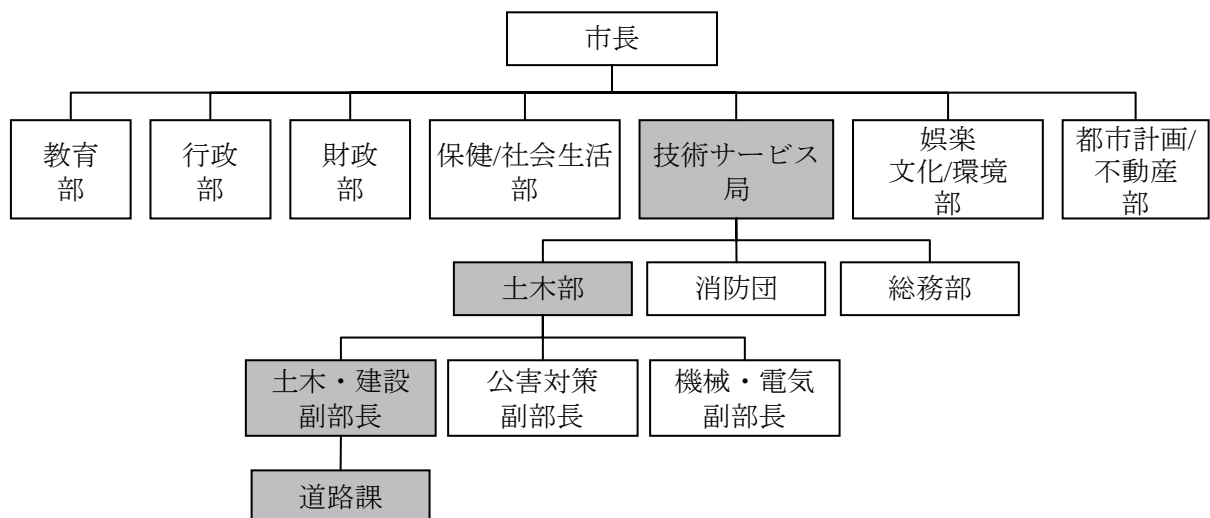 市長
教育
部
行政
部
財政
部
保健/社会生活
部
技術サービス
局
娯楽
文化/環境
部
都市計画/
不動産
部
土木部
消防団
総務部
土木・建設
副部長
公害対策
副部長
機械・電気
副部長
道路課